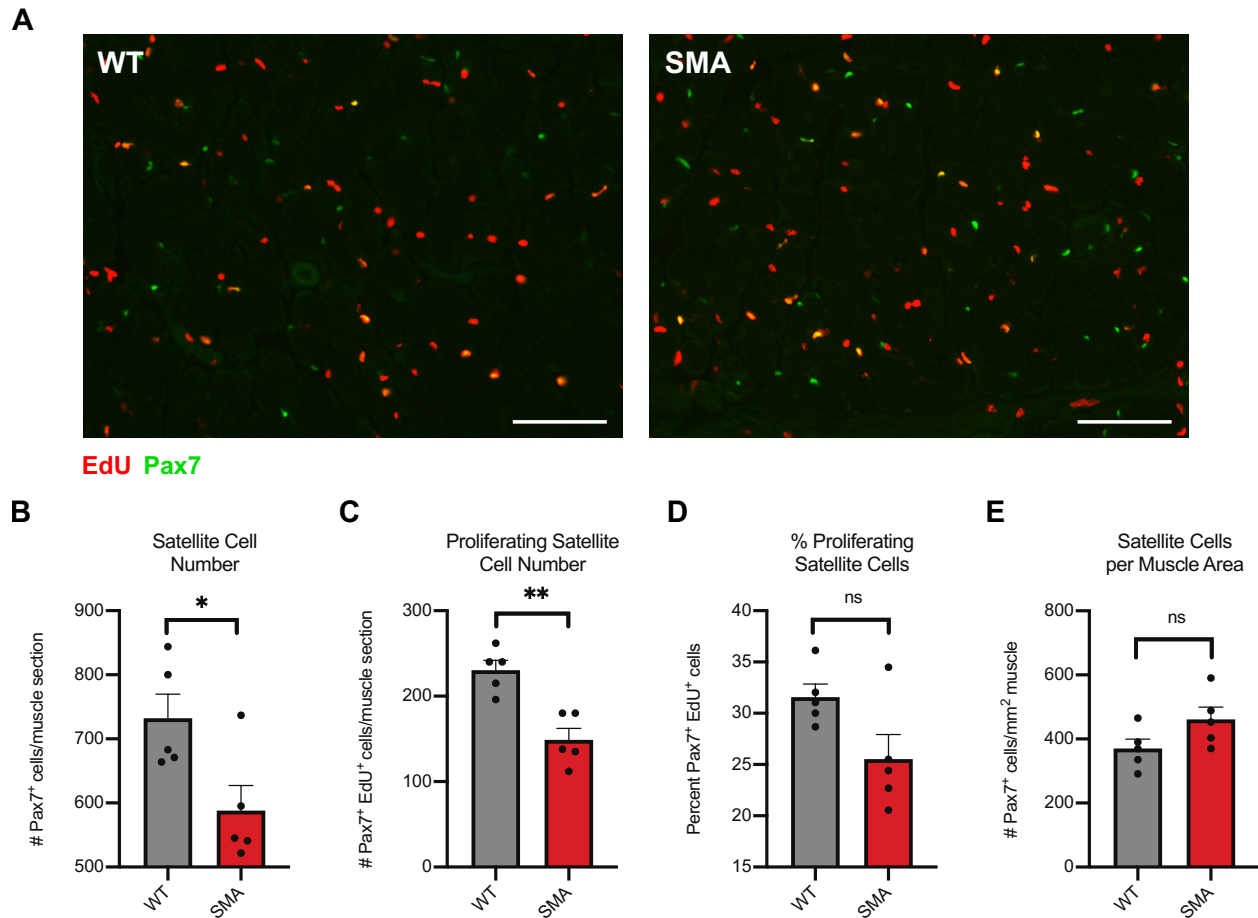 A
WT
SMA
EdU Pax7
B
Satellite Cell
Number
*
# Pax7⁺ cells/muscle section
900
800
700
600
500
WT
SMA
C
Proliferating Satellite
Cell Number
**
# Pax7⁺ EdU⁺ cells/muscle section
300
200
100
0
WT
SMA
D
% Proliferating
Satellite Cells
ns
Percent Pax7⁺ EdU⁺ cells
40
35
30
25
20
15
WT
SMA
E
Satellite Cells
per Muscle Area
ns
# Pax7⁺ cells/mm² muscle
800
600
400
200
0
WT
SMA